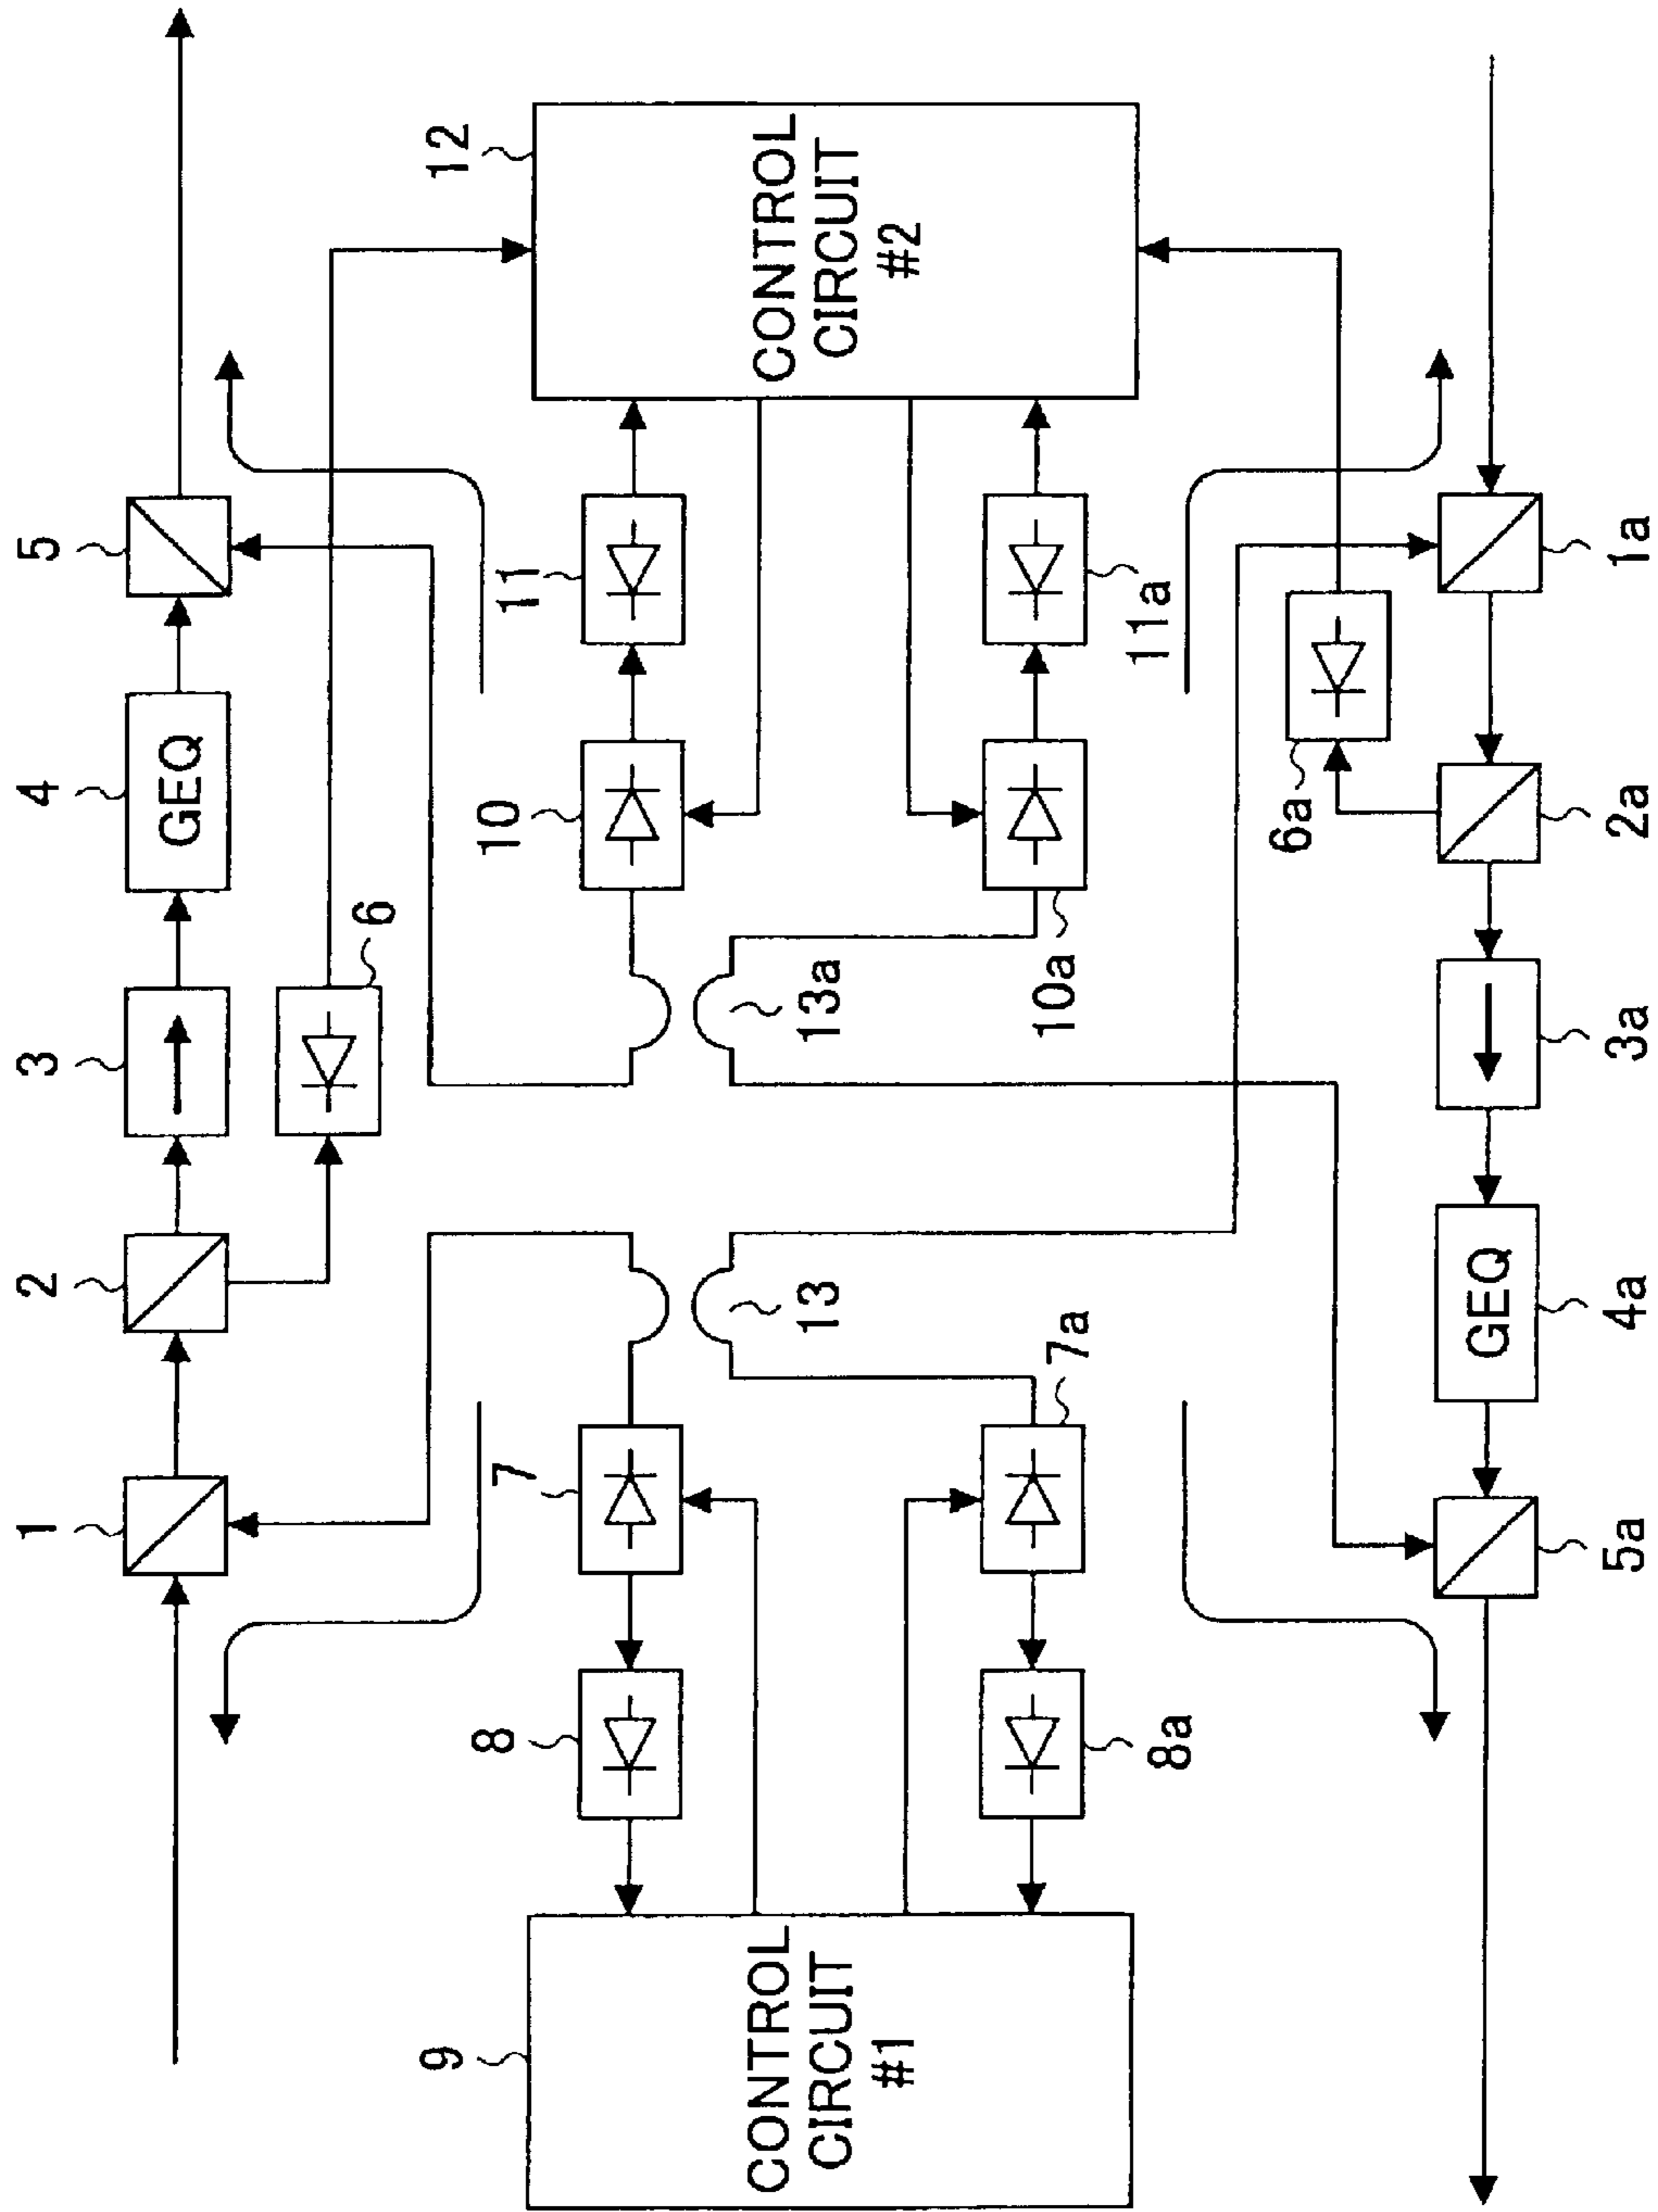 1
2
3
4
GEQ
5
6
7
8
9
CONTROL
CIRCUIT
#1
10
11
12
CONTROL
CIRCUIT
#2
13
13a
7a
8a
10a
11a
6a
5a
4a
GEQ
3a
2a
1a